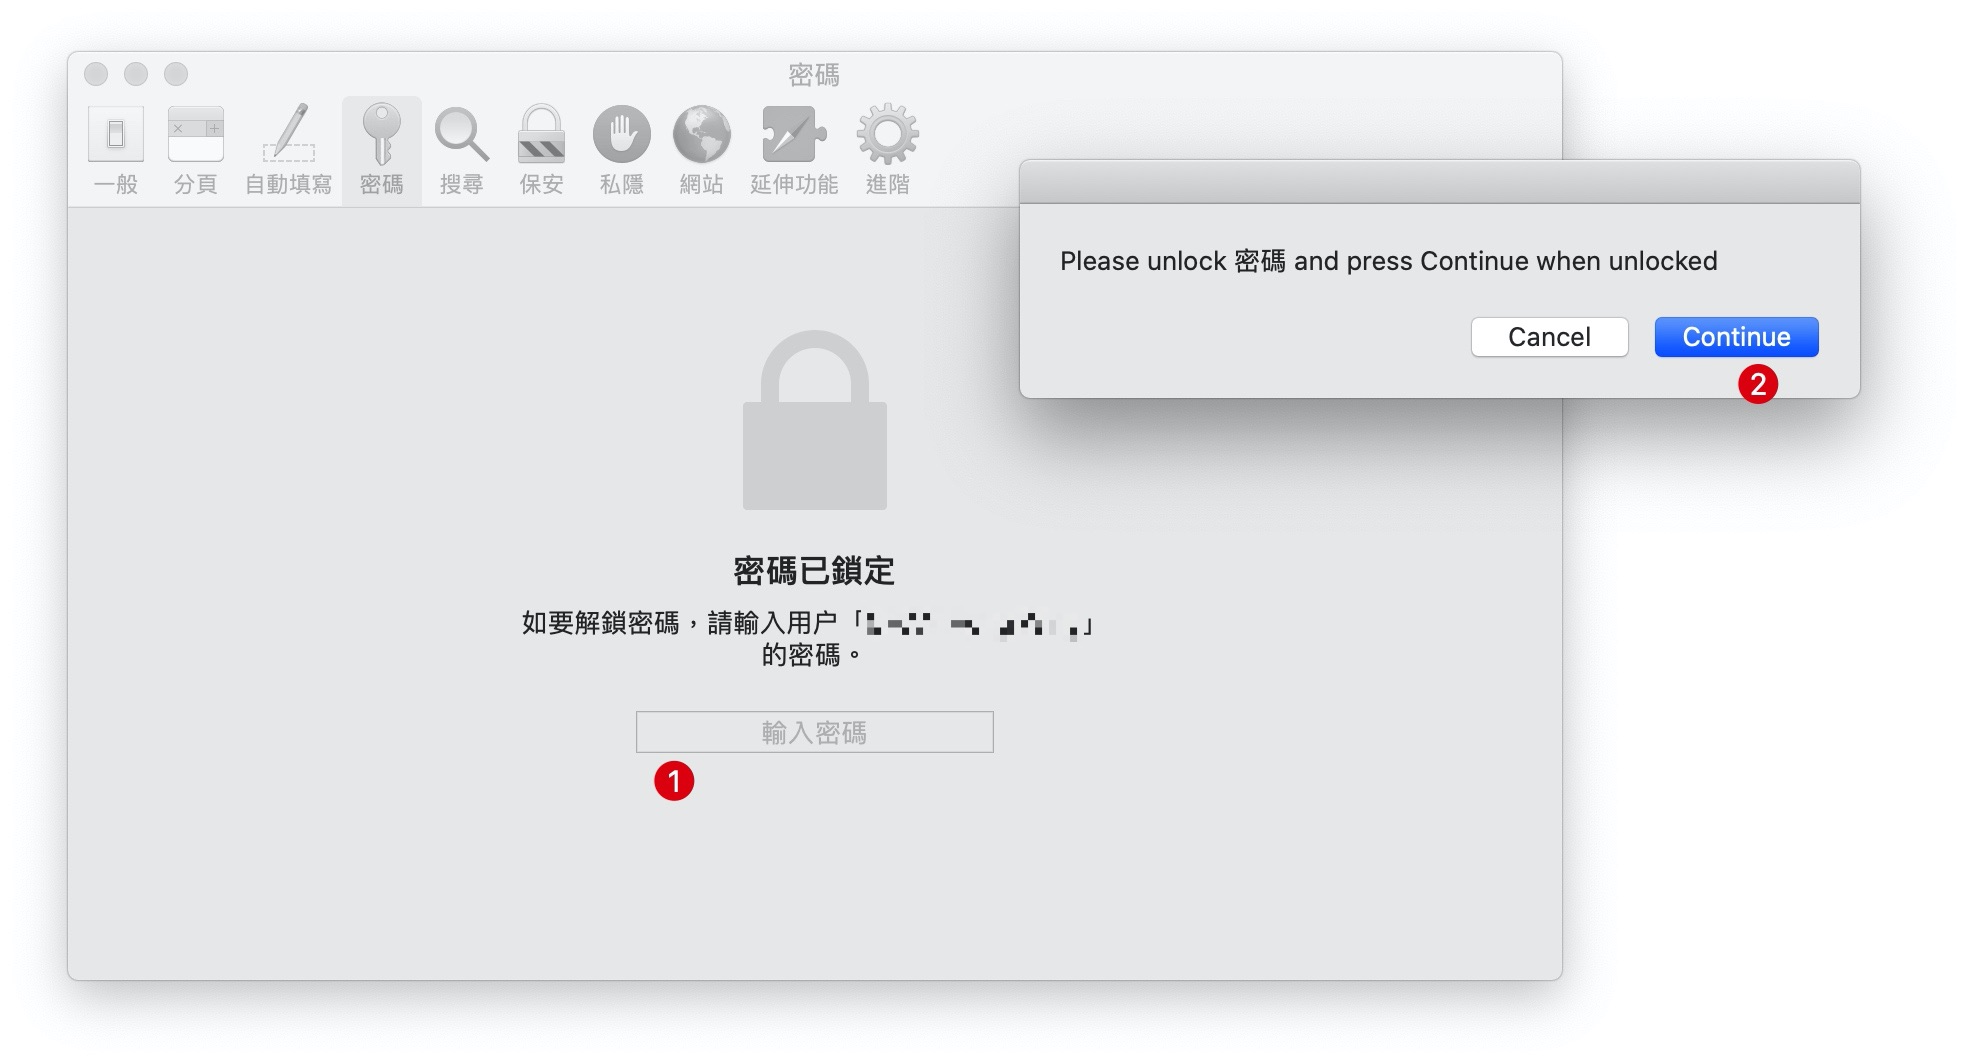 密碼
一般
分頁
自動填寫
密碼
搜尋
保安
私隱
網站
延伸功能
進階
Please unlock 密碼 and press Continue when unlocked
Cancel
Continue
2
密碼已鎖定
如要解鎖密碼，請輸入用户「」
的密碼。
輸入密碼
1